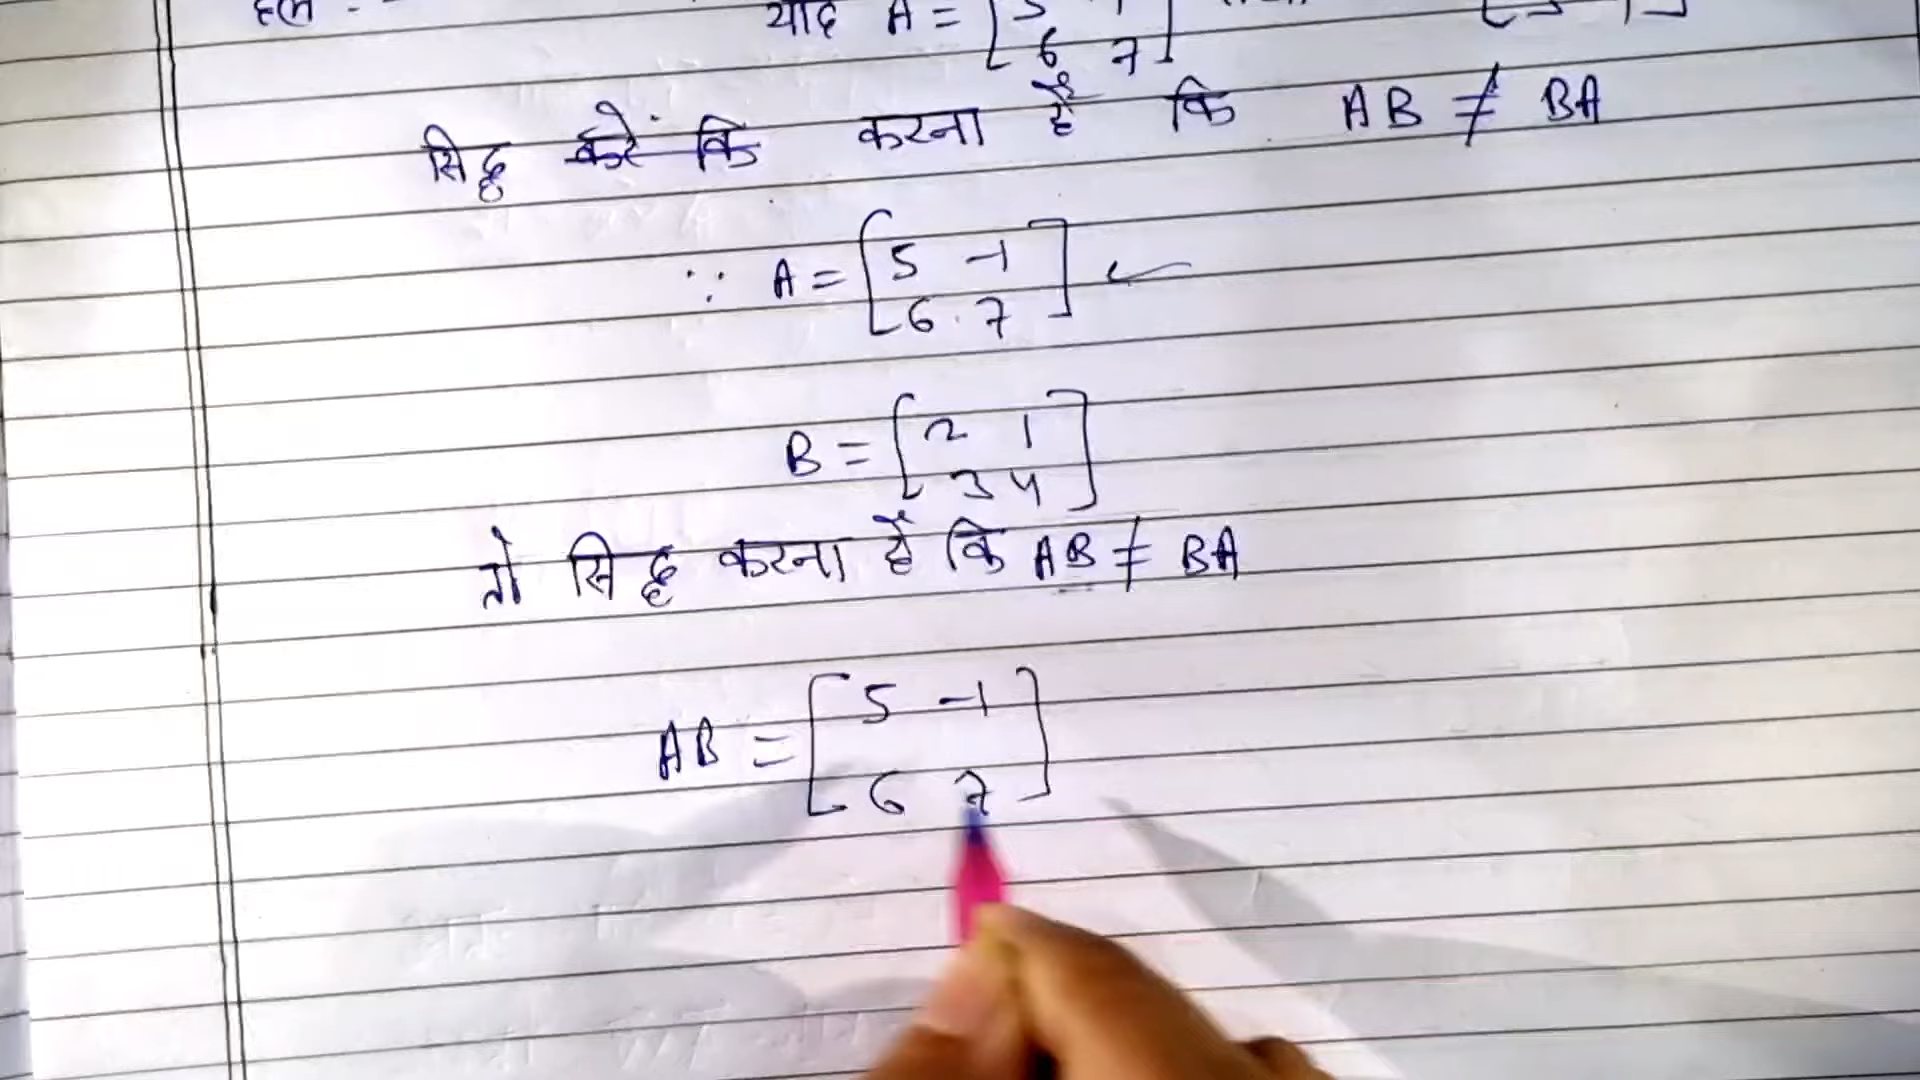 हल :
यदि A = [5
6 7]
सिद्ध करें कि करना है कि AB ≠ BA
∵ A = [5 -1
6 7]
B = [2 1
3 4]
तो सिद्ध करना है कि AB ≠ BA
AB = [5 -1
6 7]